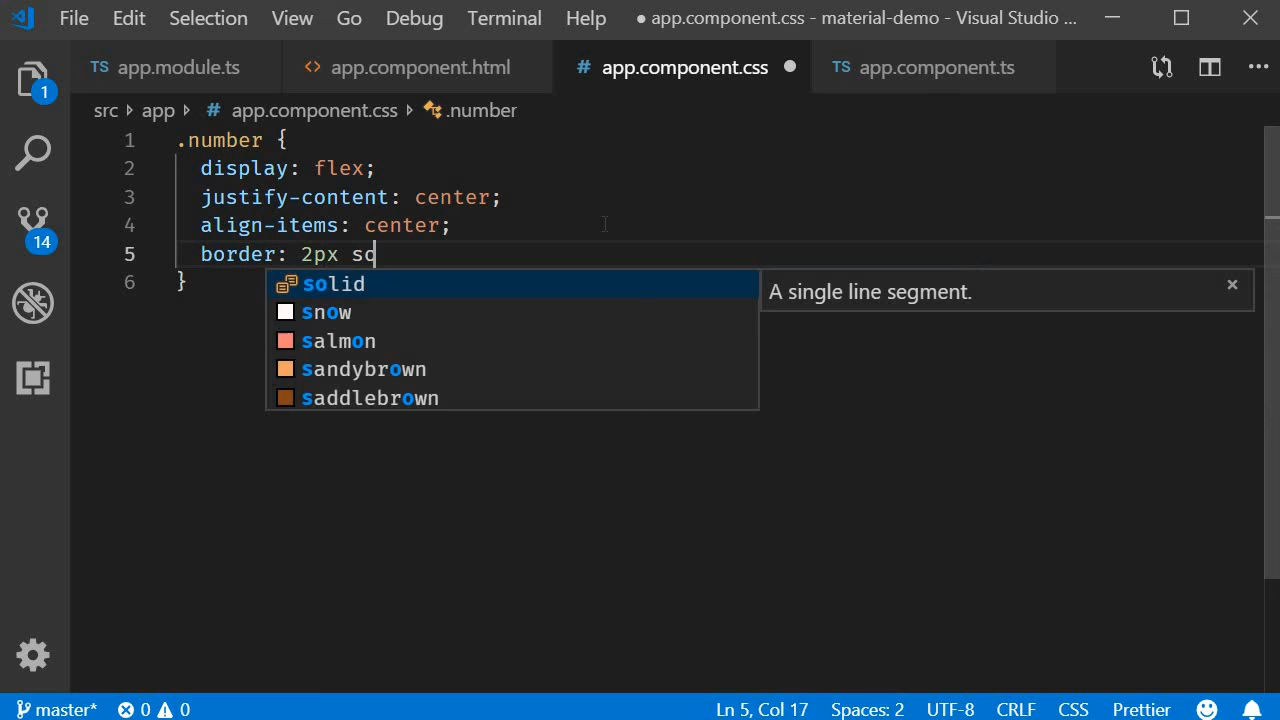 File Edit Selection View Go Debug Terminal Help ● app.component.css - material-demo - Visual Studio ...
TS app.module.ts <> app.component.html # app.component.css ● TS app.component.ts ...
1
src app # app.component.css .number
1 .number {
2 display: flex;
3 justify-content: center;
4 align-items: center;
5 border: 2px so
6 }
14
solid
A single line segment. ×
snow
salmon
sandybrown
saddlebrown
master* 0 0 Ln 5, Col 17 Spaces: 2 UTF-8 CRLF CSS Prettier